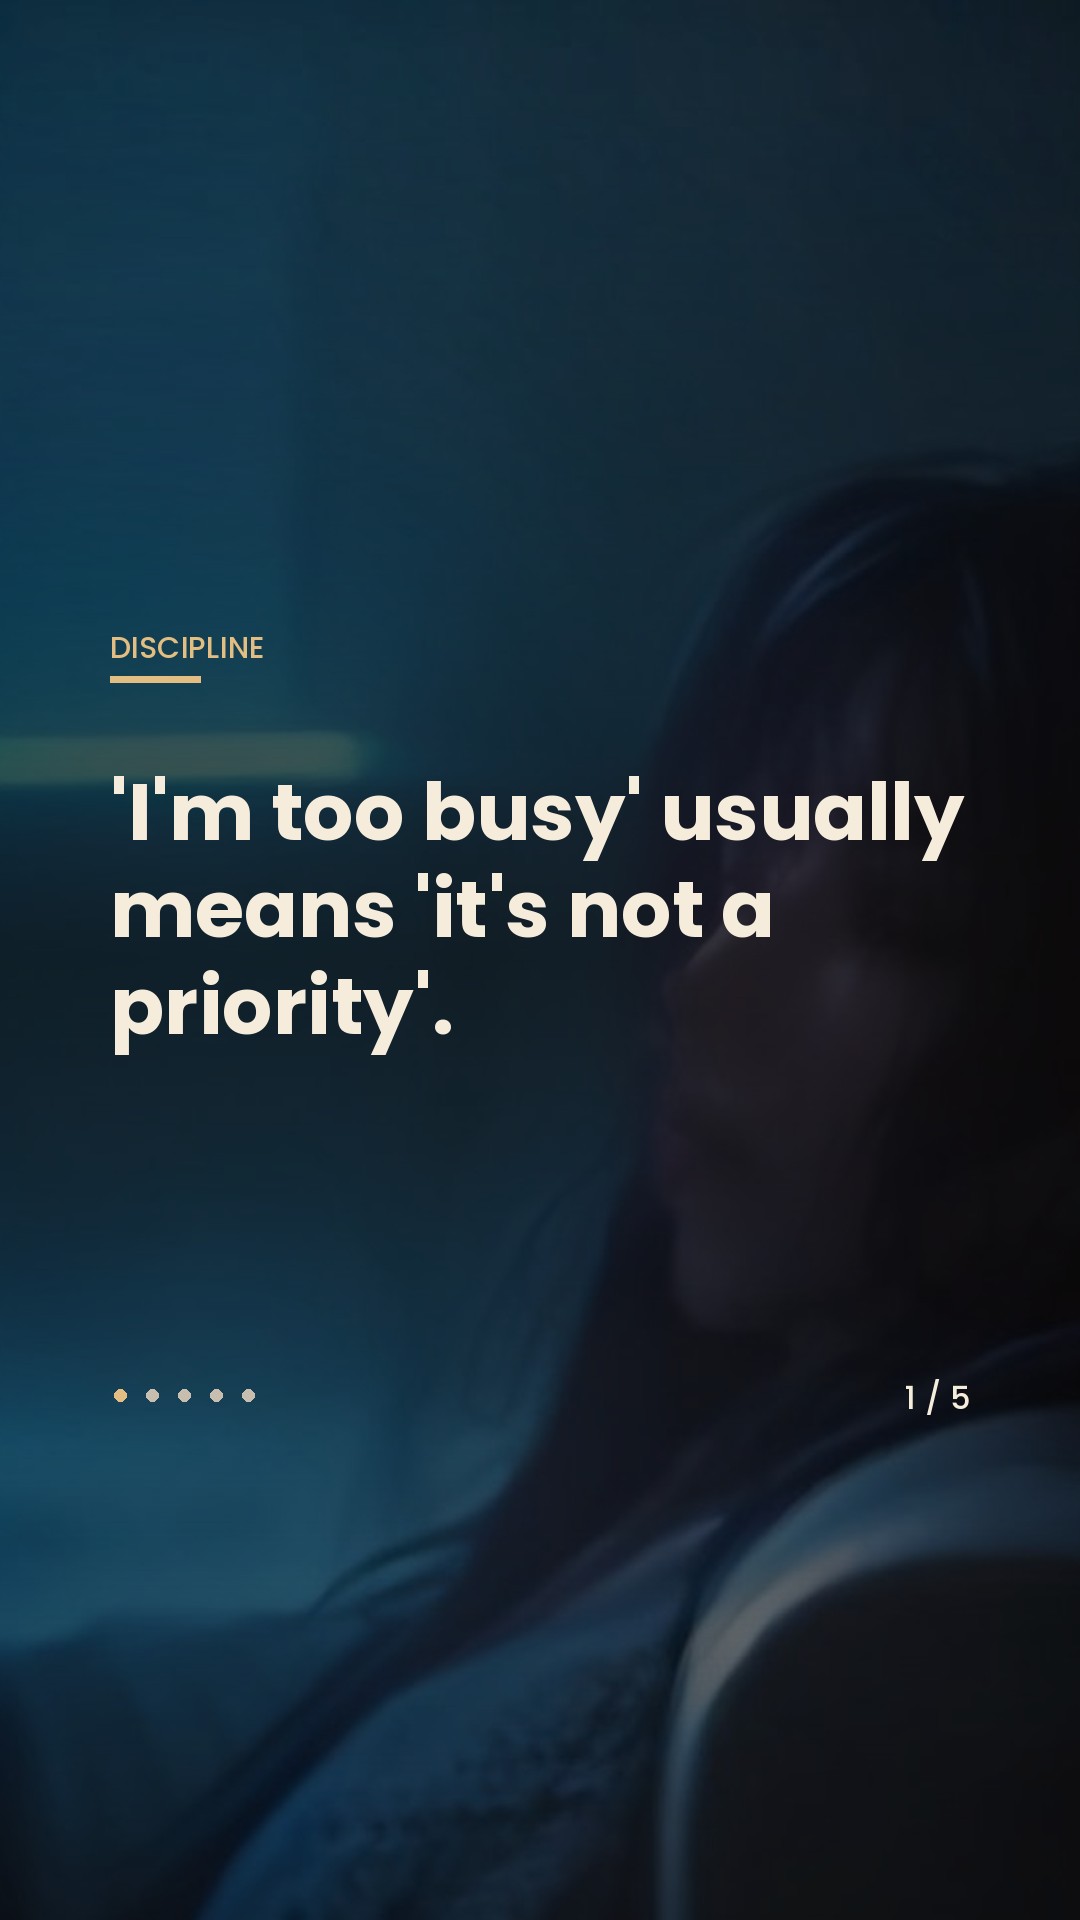 DISCIPLINE
'I'm too busy' usually
means 'it's not a
priority'.
1 / 5